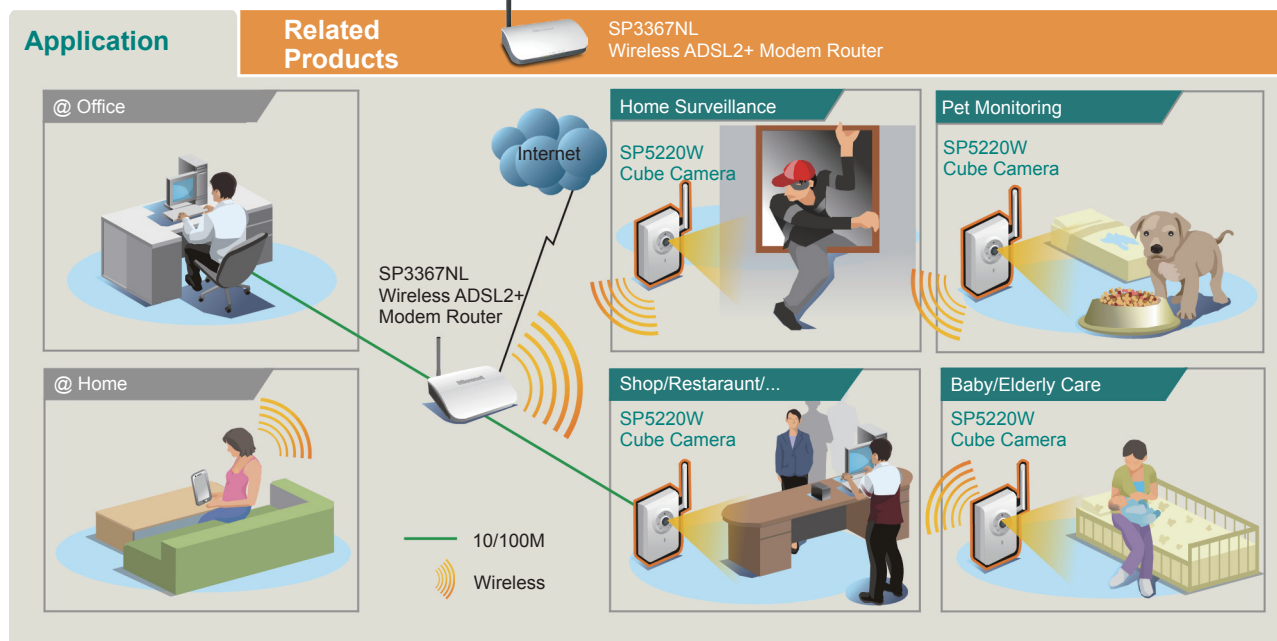 Application
Related
Products
SP3367NL
Wireless ADSL2+ Modem Router
@ Office
Internet
Home Surveillance
SP5220W
Cube Camera
Pet Monitoring
SP5220W
Cube Camera
SP3367NL
Wireless ADSL2+
Modem Router
@ Home
Shop/Restaraunt/...
SP5220W
Cube Camera
Baby/Elderly Care
SP5220W
Cube Camera
10/100M
Wireless